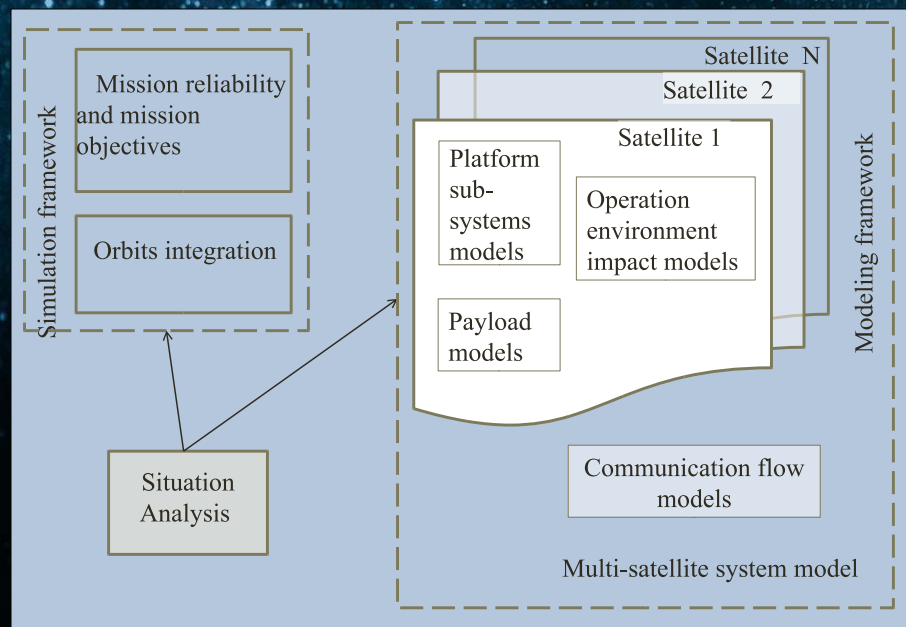 Simulation framework
Mission reliability
and mission
objectives
Orbits integration
Situation
Analysis
Satellite N
Satellite 2
Satellite 1
Platform
sub-
systems
models
Operation
environment
impact models
Payload
models
Modeling framework
Communication flow
models
Multi-satellite system model